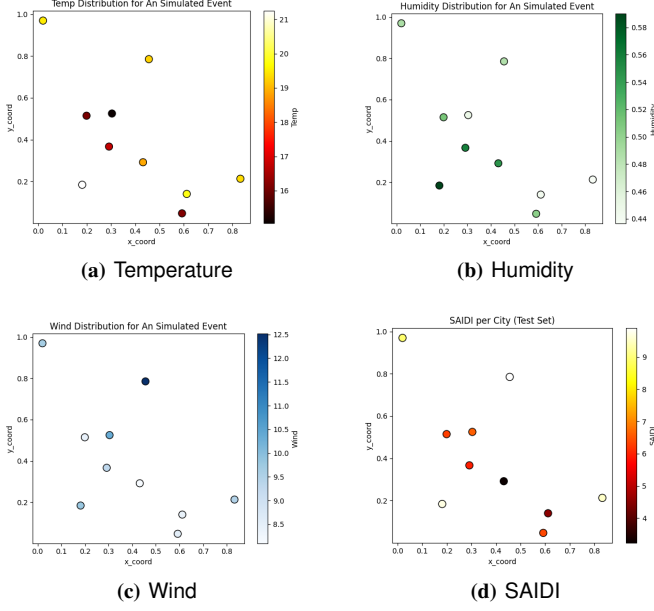 Temp Distribution for An Simulated Event
1.0
0.8
0.6
0.4
0.2
0.0 0.2 0.4 0.6 0.8
y_coord
x_coord
21
20
19
18
17
16
Temp
(a) Temperature
Humidity Distribution for An Simulated Event
1.0
0.8
0.6
0.4
0.2
0.0 0.1 0.2 0.3 0.4 0.5 0.6 0.7 0.8
y_coord
x_coord
0.58
0.56
0.54
0.52
0.50
0.48
0.46
0.44
Humidity
(b) Humidity
Wind Distribution for An Simulated Event
1.0
0.8
0.6
0.4
0.2
0.0 0.1 0.2 0.3 0.4 0.5 0.6 0.7 0.8
y_coord
x_coord
12.5
12.0
11.5
11.0
10.5
10.0
9.5
9.0
8.5
Wind
(c) Wind
SAIDI per City (Test Set)
1.0
0.8
0.6
0.4
0.2
0.0 0.1 0.2 0.3 0.4 0.5 0.6 0.7 0.8
y_coord
x_coord
9
8
7
6
5
4
SAIDI
(d) SAIDI